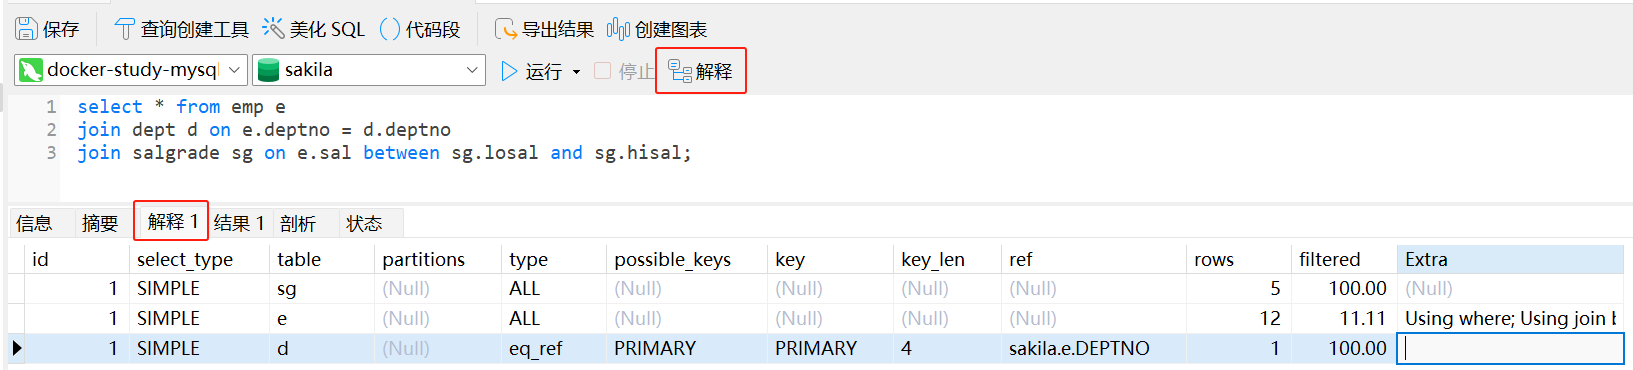 保存 查询创建工具 美化 SQL 代码段 导出结果 创建图表
docker-study-mysql sakila 运行 停止 解释
1 select * from emp e
2 join dept d on e.deptno = d.deptno
3 join salgrade sg on e.sal between sg.losal and sg.hisal;
信息 摘要 解释 1 结果 1 剖析 状态
id select_type table partitions type possible_keys key key_len ref rows filtered Extra
1 SIMPLE sg (Null) ALL (Null) (Null) (Null) (Null) 5 100.00 (Null)
1 SIMPLE e (Null) ALL (Null) (Null) (Null) (Null) 12 11.11 Using where; Using join
1 SIMPLE d (Null) eq_ref PRIMARY PRIMARY 4 sakila.e.DEPTNO 1 100.00